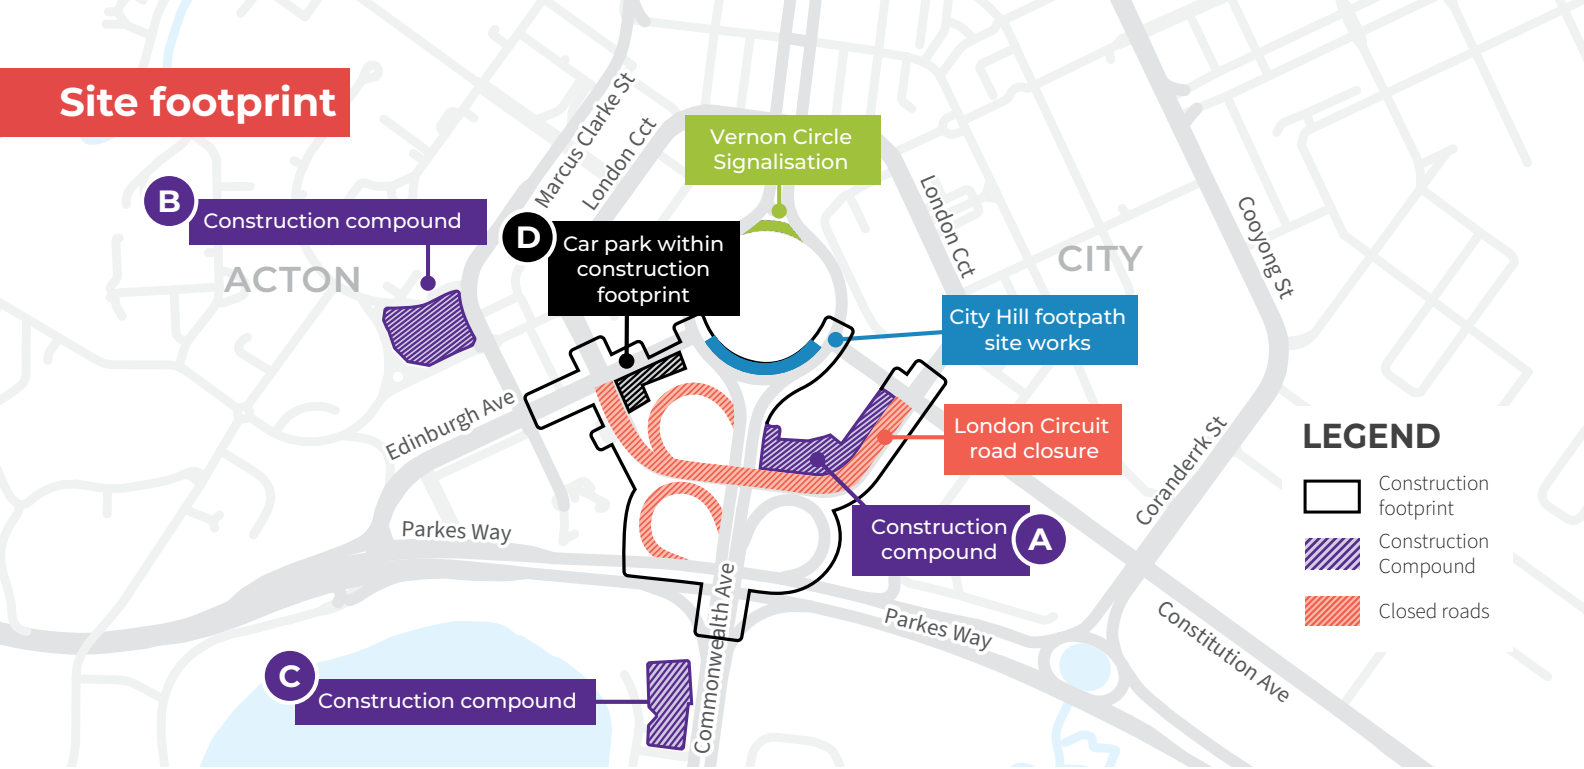 Site footprint
Marcus Clarke St
London Cct
Vernon Circle
Signalisation
B
Construction compound
ACTON
D
Car park within
construction
footprint
London Cct
CITY
Cooyong St
City Hill footpath
site works
Edinburgh Ave
London Circuit
road closure
Coranderrk St
LEGEND
Construction
footprint
Construction
Compound
Closed roads
Parkes Way
Construction
compound
A
Commonwealth Ave
Parkes Way
Constitution Ave
C
Construction compound